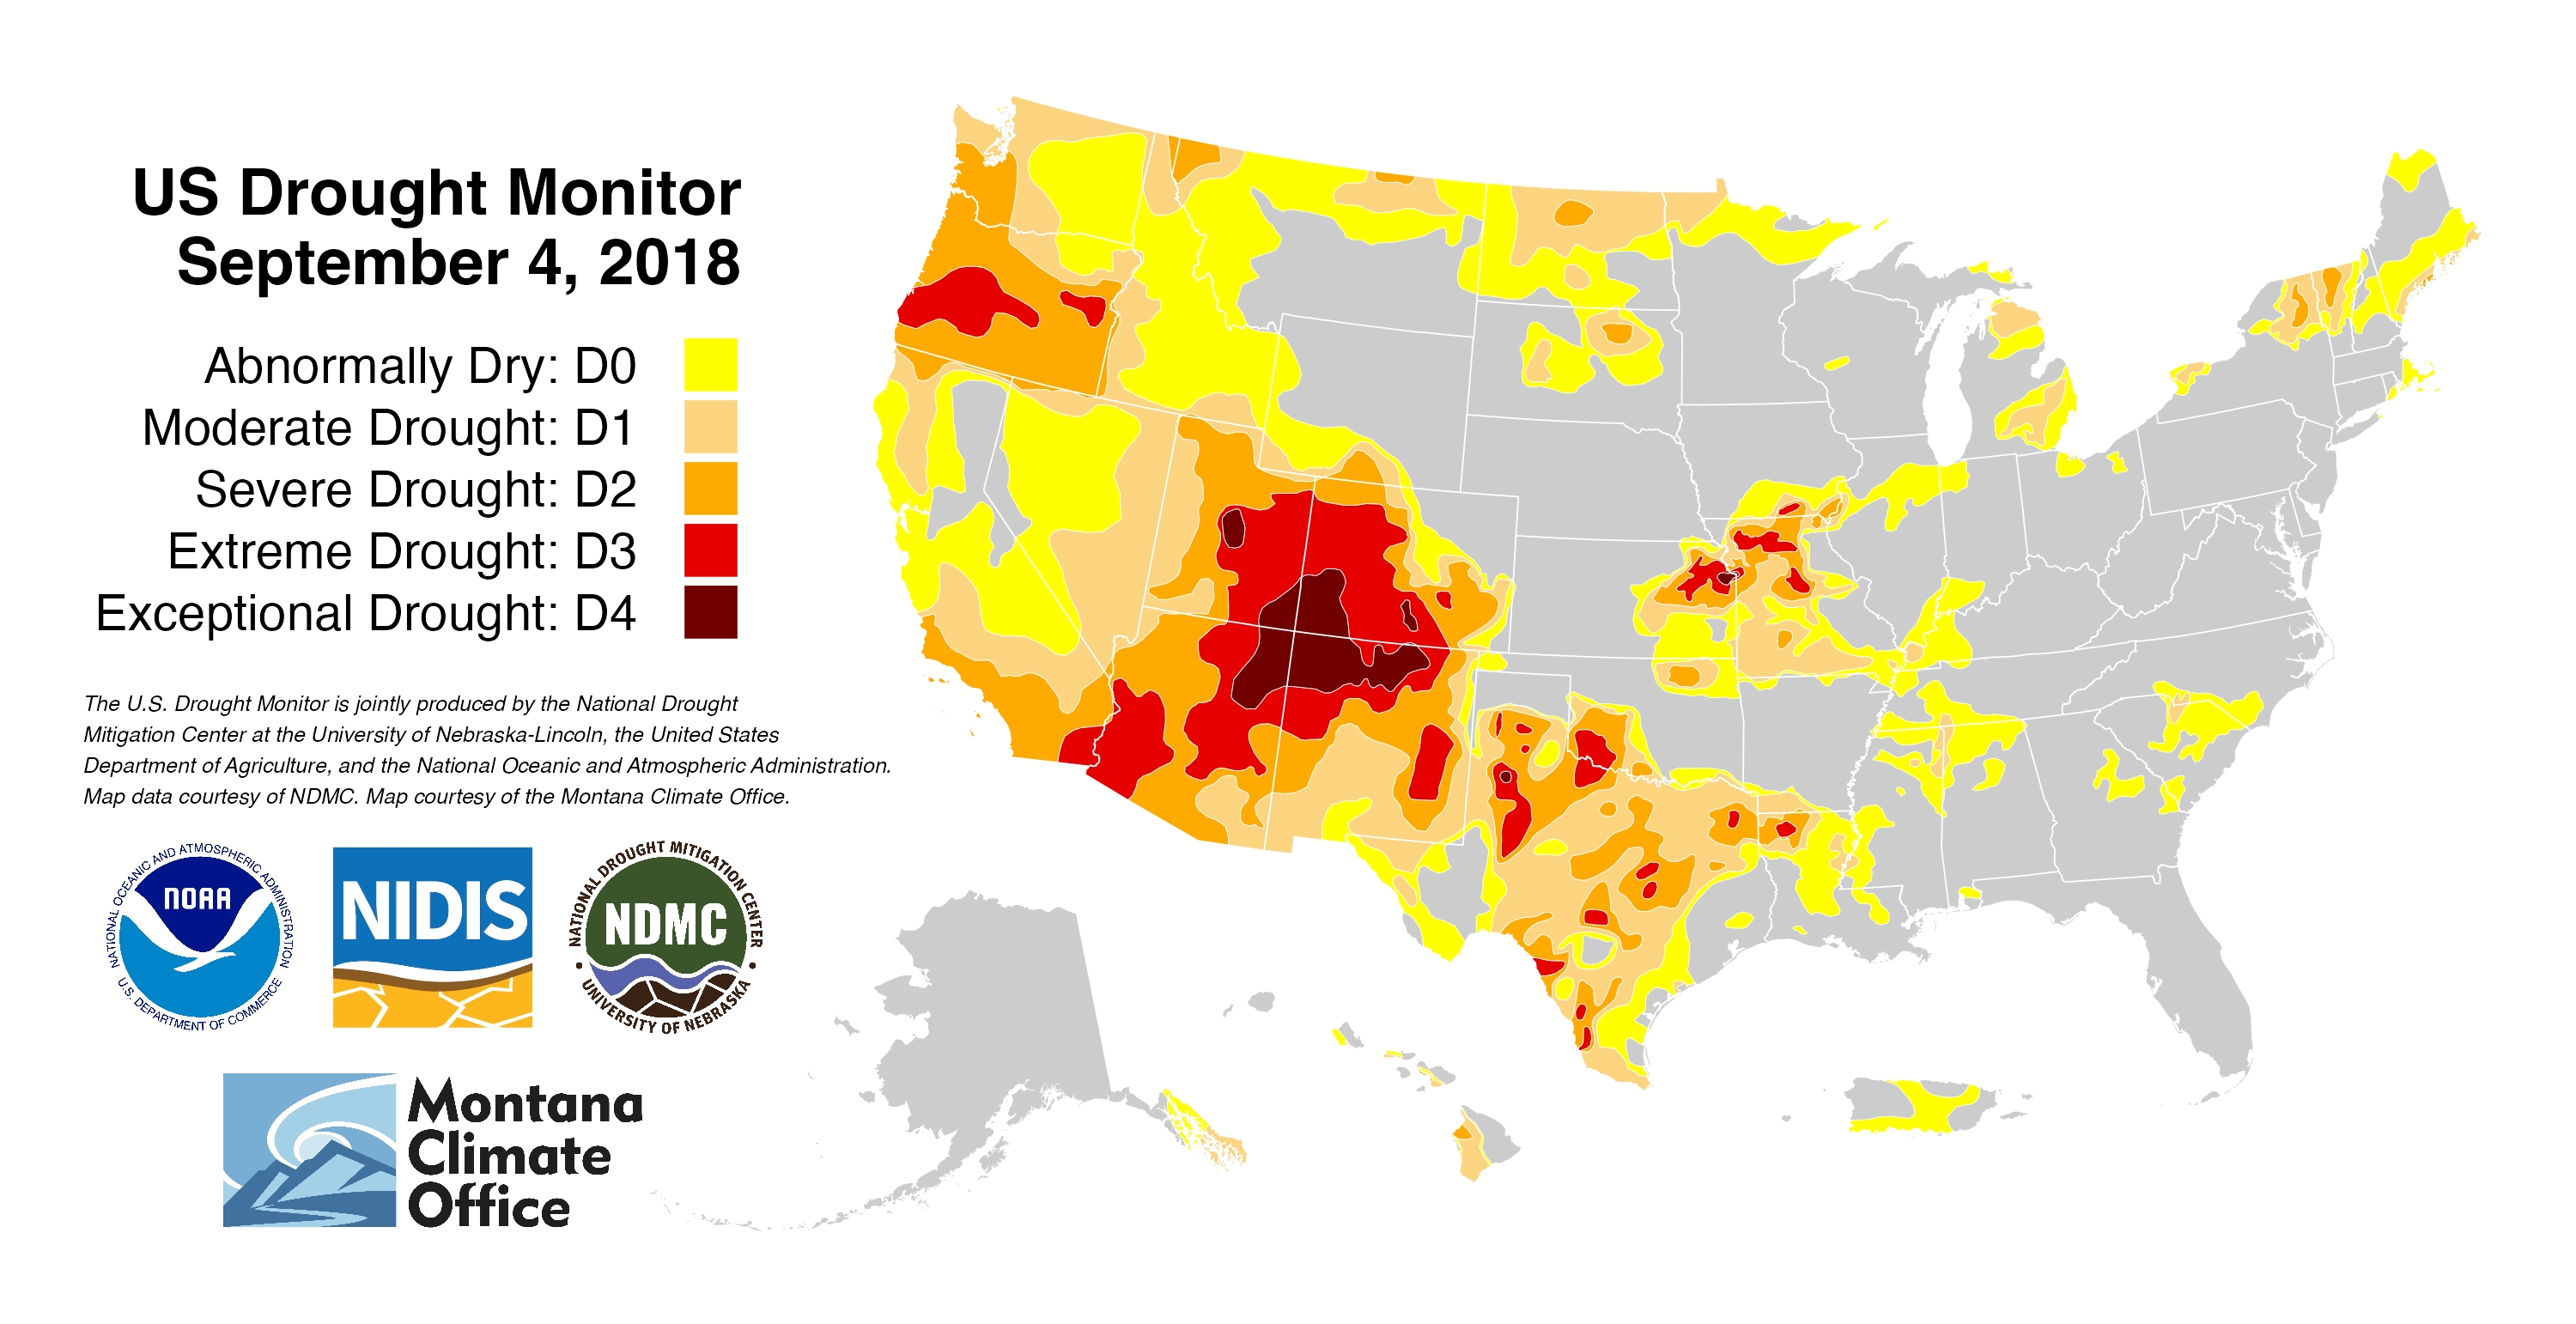 US Drought Monitor
September 4, 2018
Abnormally Dry: D0
Moderate Drought: D1
Severe Drought: D2
Extreme Drought: D3
Exceptional Drought: D4
The U.S. Drought Monitor is jointly produced by the National Drought
Mitigation Center at the University of Nebraska-Lincoln, the United States
Department of Agriculture, and the National Oceanic and Atmospheric Administration.
Map data courtesy of NDMC. Map courtesy of the Montana Climate Office.
NATIONAL OCEANIC AND ATMOSPHERIC ADMINISTRATION
NOAA
U.S. DEPARTMENT OF COMMERCE
NIDIS
NATIONAL DROUGHT MITIGATION CENTER
NDMC
UNIVERSITY OF NEBRASKA
Montana
Climate
Office